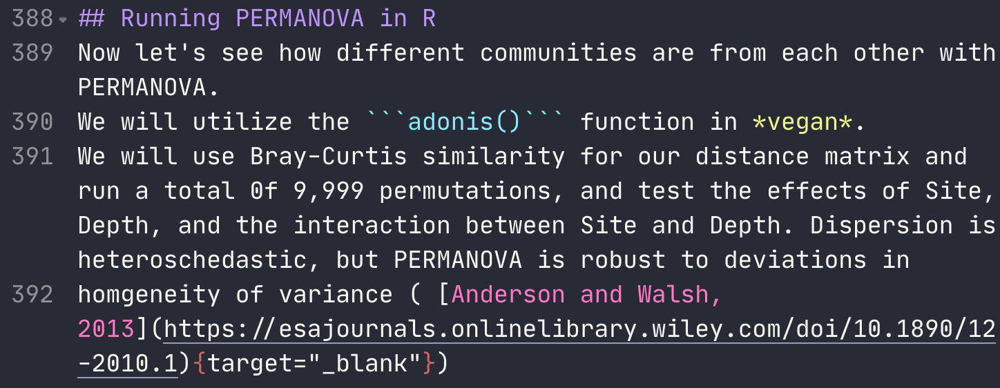 388 ## Running PERMANOVA in R
389 Now let's see how different communities are from each other with
PERMANOVA.
390 We will utilize the ```adonis()``` function in *vegan*.
391 We will use Bray-Curtis similarity for our distance matrix and
run a total 0f 9,999 permutations, and test the effects of Site,
Depth, and the interaction between Site and Depth. Dispersion is
heteroschedastic, but PERMANOVA is robust to deviations in
392 homgeneity of variance ( [Anderson and Walsh,
2013](https://esajournals.onlinelibrary.wiley.com/doi/10.1890/12
-2010.1){target="_blank"})